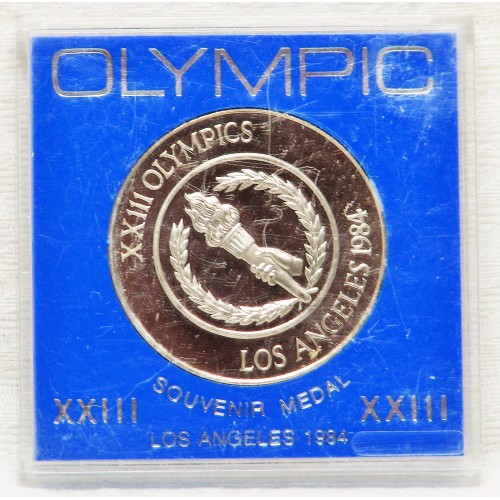 OLYMPIC
XXIII OLYMPICS
LOS ANGELES 1984
SOUVENIR MEDAL
XXIII XXIII
LOS ANGELES 1984